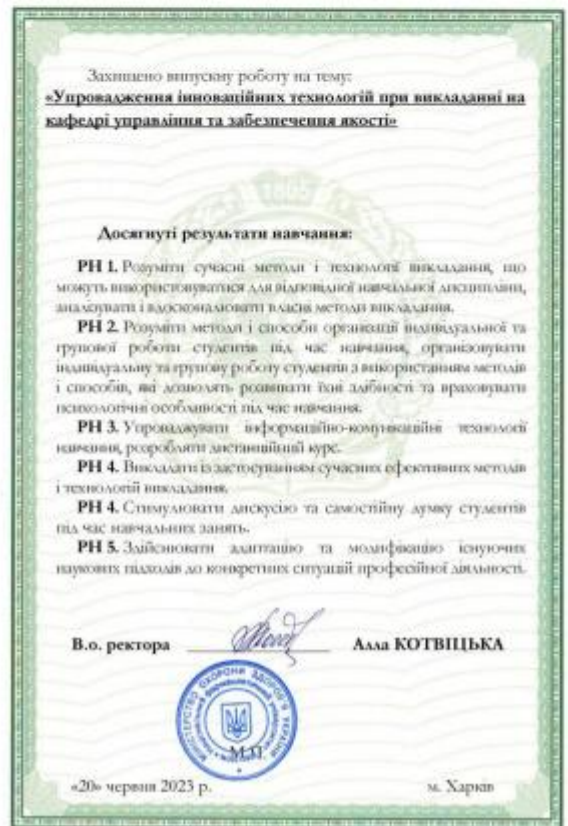 Захищено випускну роботу на тему:
«Упровадження інноваційних технологій при викладанні на
кафедрі управління та забезпечення якості»
1805
Досягнуті результати навчання:
РН 1. Розуміти сучасні методи і технології викладання, що
можуть використовуватися для відповідної навчальної дисципліни,
аналізувати і вдосконалювати власні методи викладання.
РН 2. Розуміти методи і способи організації індивідуальної та
групової роботи студентів під час навчання, організовувати
індивідуальну та групову роботу студентів з використанням методів
і способів, які дозволять розвивати їхні здібності та враховувати
психологічні особливості під час навчання.
РН 3. Упроваджувати інформаційно-комунікаційні технології
навчання, розробляти дистанційний курс.
РН 4. Викладати із застосуванням сучасних ефективних методів
і технологій викладання.
РН 4. Стимулювати дискусію та самостійну думку студентів
під час навчальних занять.
РН 5. Здійснювати адаптацію та модифікацію існуючих
наукових підходів до конкретних ситуацій професійної діяльності.
В.о. ректора Алла КОТВІЦЬКА
МІНІСТЕРСТВО ОХОРОНИ ЗДОРОВ'Я УКРАЇНИ
М.П.
«20» червня 2023 р. м. Харків